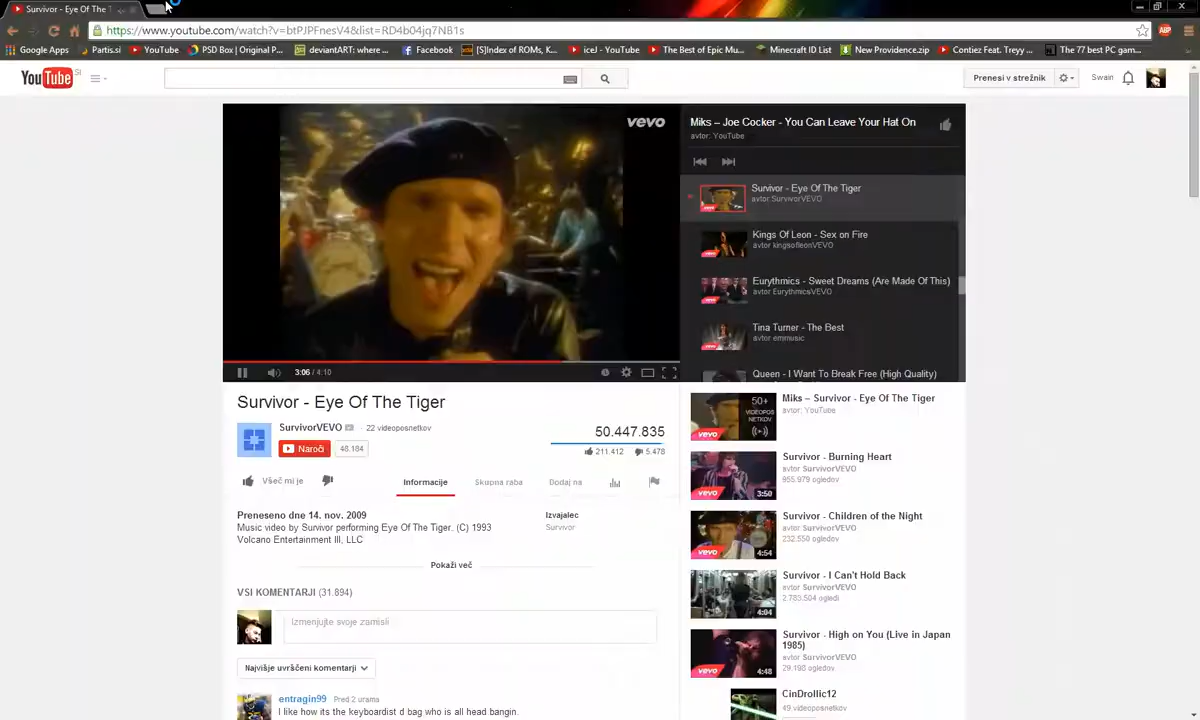 Survivor - Eye Of The T
https://www.youtube.com/watch?v=btPJPFnesV4&list=RD4b04jq7NB1s
ABP
Google Apps
Partis.si
YouTube
PSD Box | Original P...
deviantART: where ...
Facebook
[S]Index of ROMs, K...
iceJ - YouTube
The Best of Epic Mu...
Minecraft ID List
New Providence.zip
Contiez Feat. Treyy ...
The 77 best PC gam...
YouTube SI
Prenesi v strežnik
Swain
vevo
Miks – Joe Cocker - You Can Leave Your Hat On
avtor: YouTube
Survivor - Eye Of The Tiger
avtor SurvivorVEVO
Kings Of Leon - Sex on Fire
avtor kingsofleonVEVO
Eurythmics - Sweet Dreams (Are Made Of This)
avtor EurythmicsVEVO
Tina Turner - The Best
avtor emimusic
Queen - I Want To Break Free (High Quality)
3:06 / 4:10
Survivor - Eye Of The Tiger
SurvivorVEVO · 22 videoposnetkov
Naroči 48.184
50.447.835
211.412 5.478
Všeč mi je
Informacije
Skupna raba
Dodaj na
Preneseno dne 14. nov. 2009
Music video by Survivor performing Eye Of The Tiger. (C) 1993
Volcano Entertainment III, LLC
Izvajalec
Survivor
Pokaži več
VSI KOMENTARJI (31.894)
Izmenjujte svoje zamisli
Najvišje uvrščeni komentarji
entragin99 Pred 2 urama
I like how its the keyboardist d bag who is all head bangin.
50+
VIDEOPOS
NETKOV
vevo
Miks – Survivor - Eye Of The Tiger
avtor: YouTube
vevo
3:50
Survivor - Burning Heart
avtor SurvivorVEVO
955.979 ogledov
vevo
4:54
Survivor - Children of the Night
avtor SurvivorVEVO
232.550 ogledov
4:04
Survivor - I Can't Hold Back
avtor SurvivorVEVO
2.783.504 ogledi
vevo
4:48
Survivor - High on You (Live in Japan
1985)
avtor SurvivorVEVO
29.198 ogledov
CinDrollic12
49 videoposnetkov